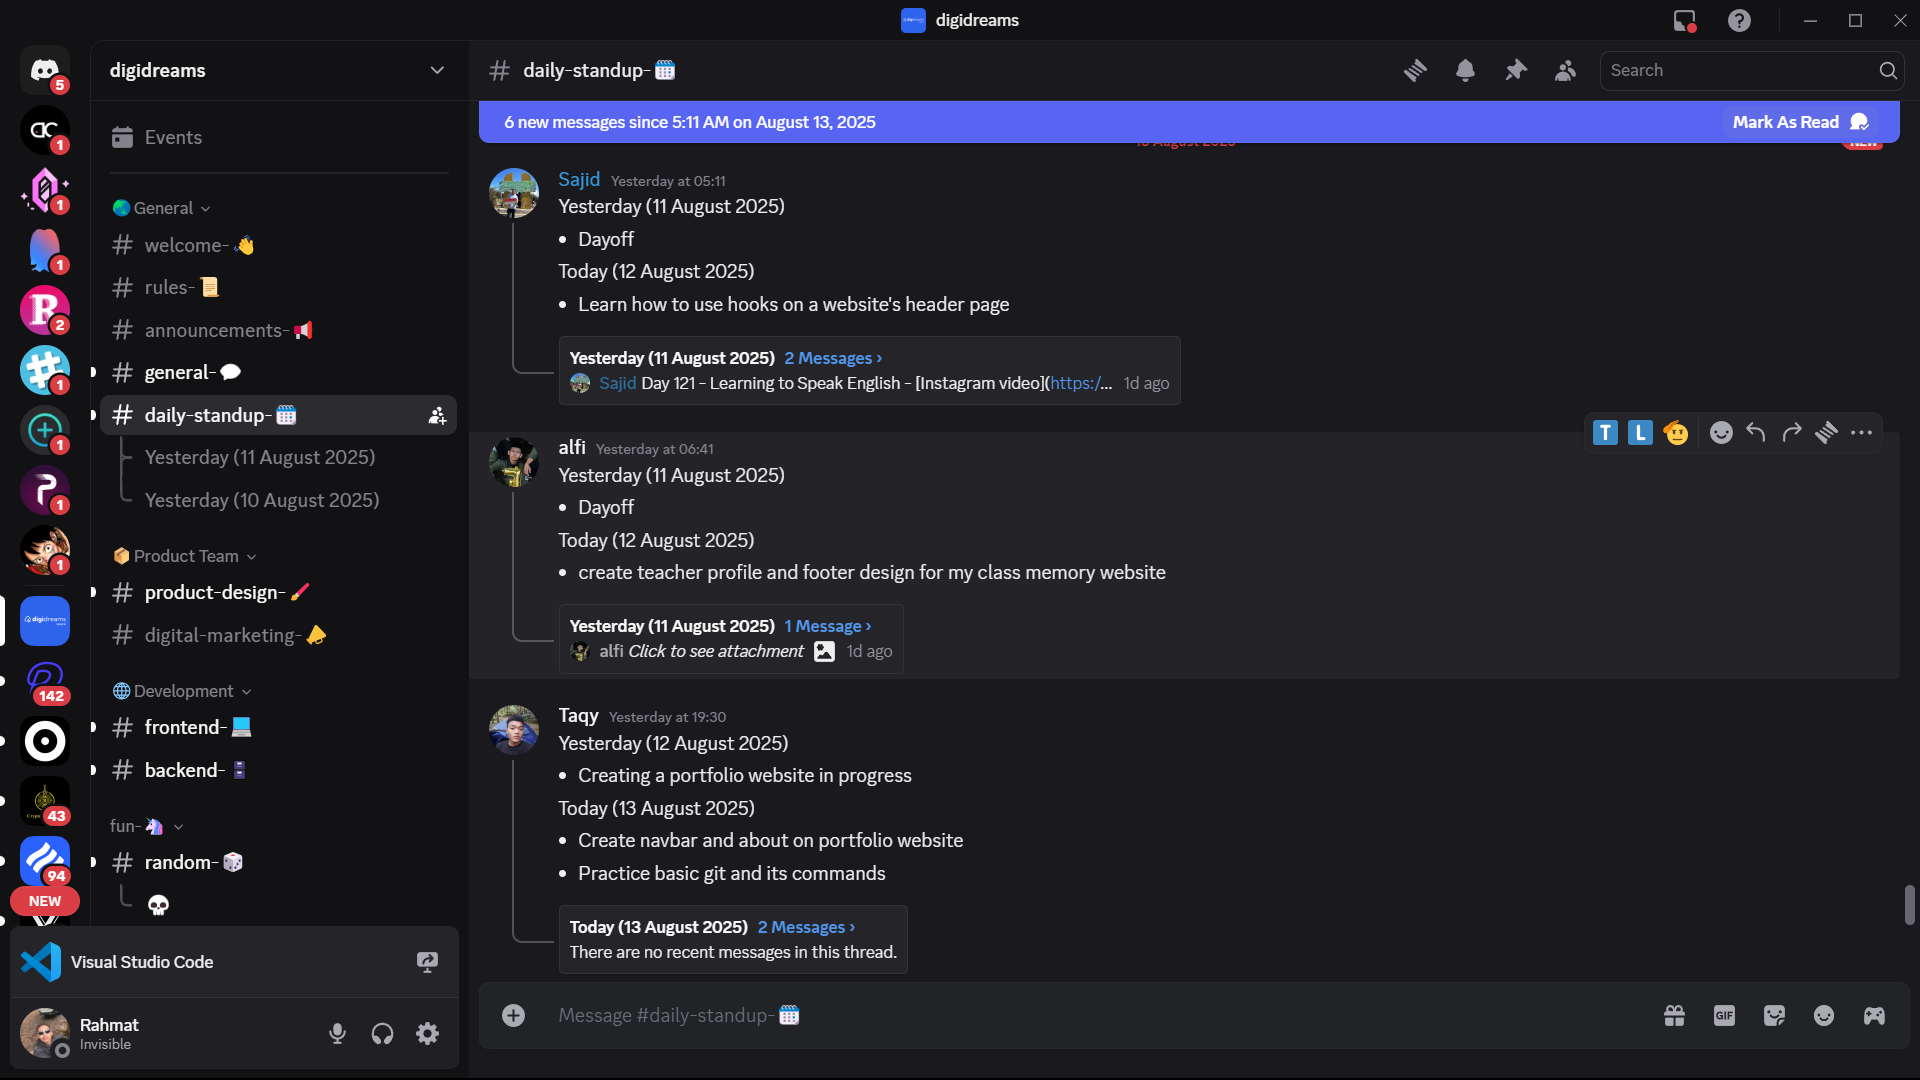 digidreams
5
digidreams
daily-standup-
Search
6 new messages since 5:11 AM on August 13, 2025
Mark As Read
1
Events
Sajid Yesterday at 05:11
Yesterday (11 August 2025)
• Dayoff
Today (12 August 2025)
• Learn how to use hooks on a website's header page
Yesterday (11 August 2025) 2 Messages ›
Sajid Day 121 - Learning to Speak English - [Instagram video](https:/... 1d ago
1
General
welcome-
1
rules-
R
2
announcements-
1
general-
daily-standup-
1
Yesterday (11 August 2025)
1
Yesterday (10 August 2025)
T L
alfi Yesterday at 06:41
Yesterday (11 August 2025)
• Dayoff
Today (12 August 2025)
• create teacher profile and footer design for my class memory website
Yesterday (11 August 2025) 1 Message ›
alfi Click to see attachment 1d ago
1
Product Team
product-design-
digidreams
digital-marketing-
142
Development
frontend-
backend-
43
fun-
94
random-
NEW
Taqy Yesterday at 19:30
Yesterday (12 August 2025)
• Creating a portfolio website in progress
Today (13 August 2025)
• Create navbar and about on portfolio website
• Practice basic git and its commands
Today (13 August 2025) 2 Messages ›
There are no recent messages in this thread.
Visual Studio Code
Rahmat
Invisible
Message #daily-standup-
GIF